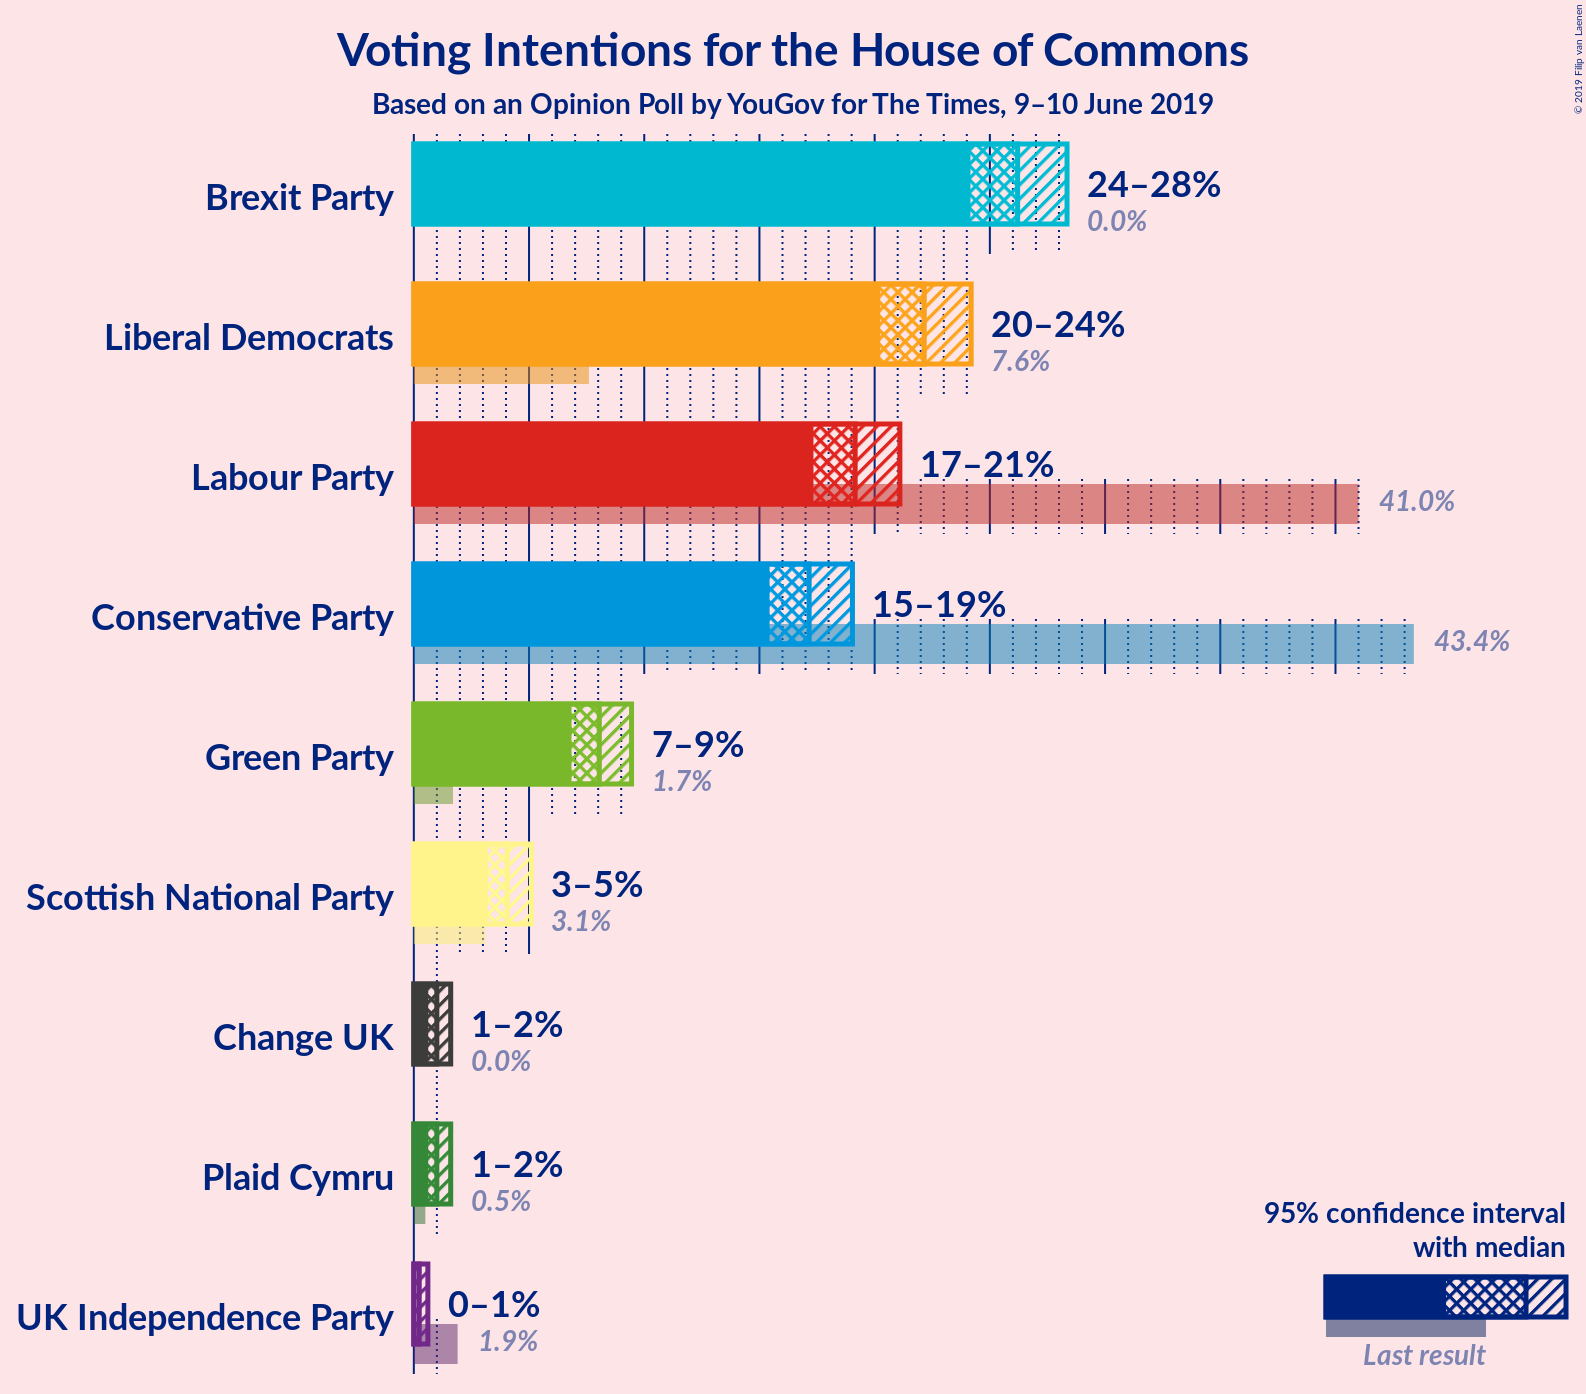 Voting Intentions for the House of Commons
Based on an Opinion Poll by YouGov for The Times, 9–10 June 2019
© 2019 Filip van Laenen
Brexit Party
24–28%
0.0%
Liberal Democrats
20–24%
7.6%
Labour Party
17–21%
41.0%
Conservative Party
15–19%
43.4%
Green Party
7–9%
1.7%
Scottish National Party
3–5%
3.1%
Change UK
1–2%
0.0%
Plaid Cymru
1–2%
0.5%
UK Independence Party
0–1%
1.9%
95% confidence interval
with median
Last result